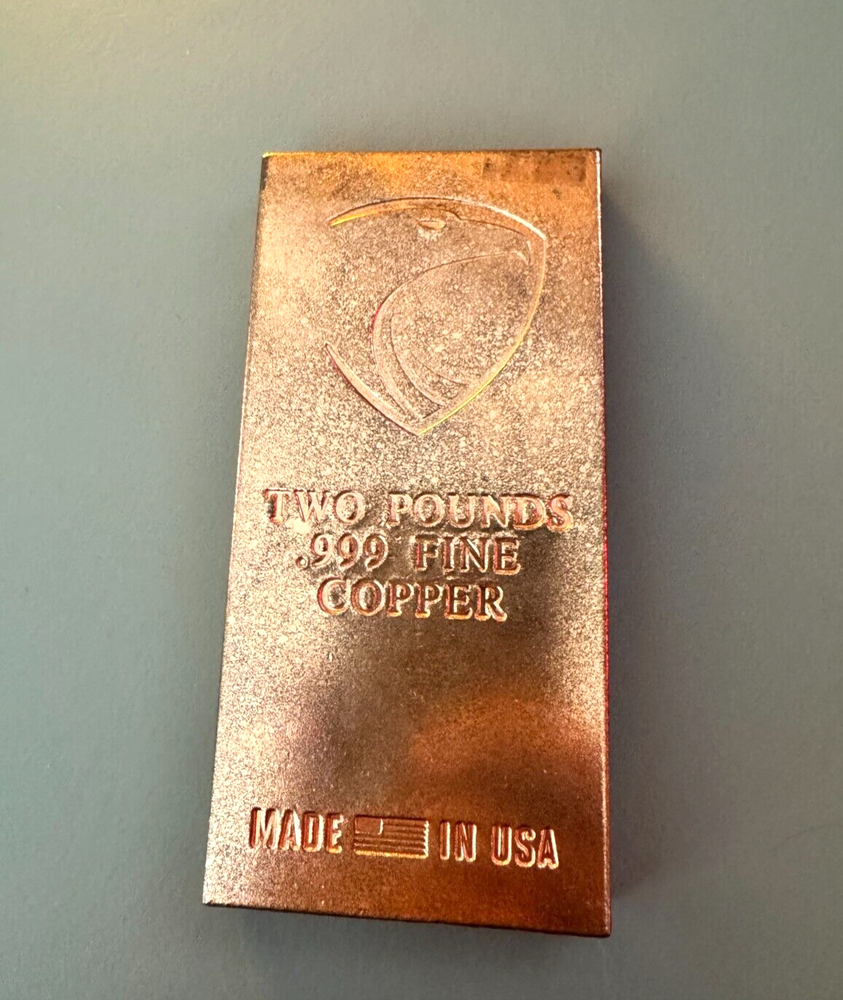 TWO POUNDS
.999 FINE
COPPER
MADE IN USA